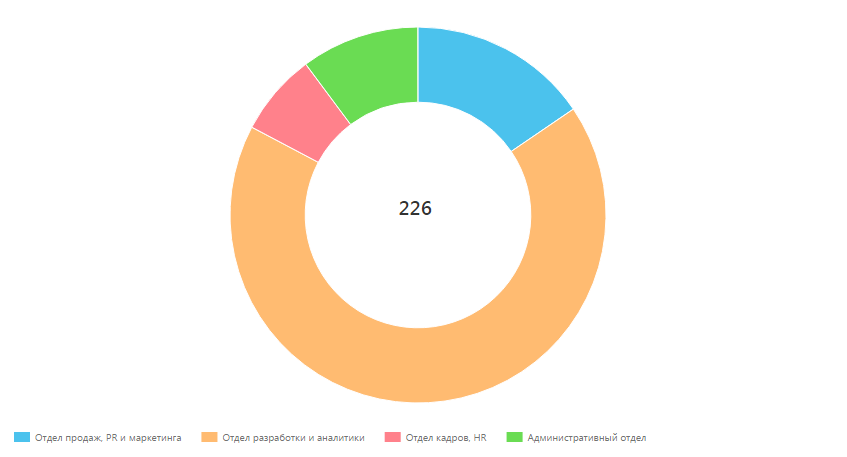 226
Отдел продаж, PR и маркетинга
Отдел разработки и аналитики
Отдел кадров, HR
Административный отдел